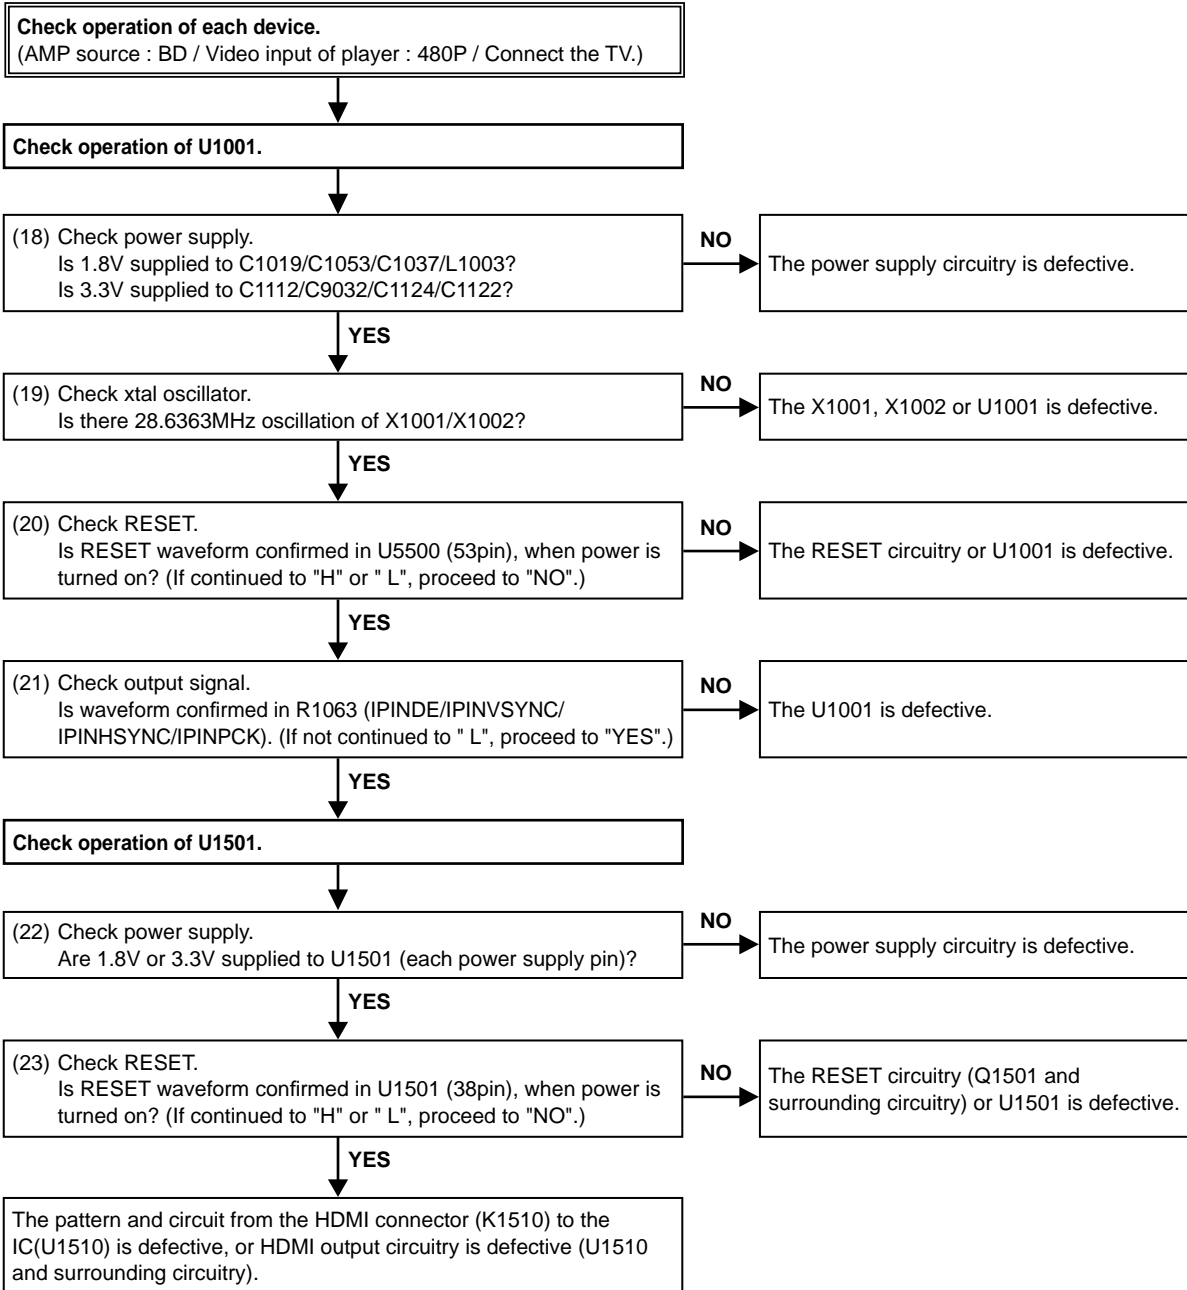 Check operation of each device.
(AMP source : BD / Video input of player : 480P / Connect the TV.)
Check operation of U1001.
(18) Check power supply.
Is 1.8V supplied to C1019/C1053/C1037/L1003?
Is 3.3V supplied to C1112/C9032/C1124/C1122?
NO
The power supply circuitry is defective.
YES
(19) Check xtal oscillator.
Is there 28.6363MHz oscillation of X1001/X1002?
NO
The X1001, X1002 or U1001 is defective.
YES
(20) Check RESET.
Is RESET waveform confirmed in U5500 (53pin), when power is
turned on? (If continued to "H" or " L", proceed to "NO".)
NO
The RESET circuitry or U1001 is defective.
YES
(21) Check output signal.
Is waveform confirmed in R1063 (IPINDE/IPINVSYNC/
IPINHSYNC/IPINPCK). (If not continued to " L", proceed to "YES".)
NO
The U1001 is defective.
YES
Check operation of U1501.
(22) Check power supply.
Are 1.8V or 3.3V supplied to U1501 (each power supply pin)?
NO
The power supply circuitry is defective.
YES
(23) Check RESET.
Is RESET waveform confirmed in U1501 (38pin), when power is
turned on? (If continued to "H" or " L", proceed to "NO".)
NO
The RESET circuitry (Q1501 and
surrounding circuitry) or U1501 is defective.
YES
The pattern and circuit from the HDMI connector (K1510) to the
IC(U1510) is defective, or HDMI output circuitry is defective (U1510
and surrounding circuitry).